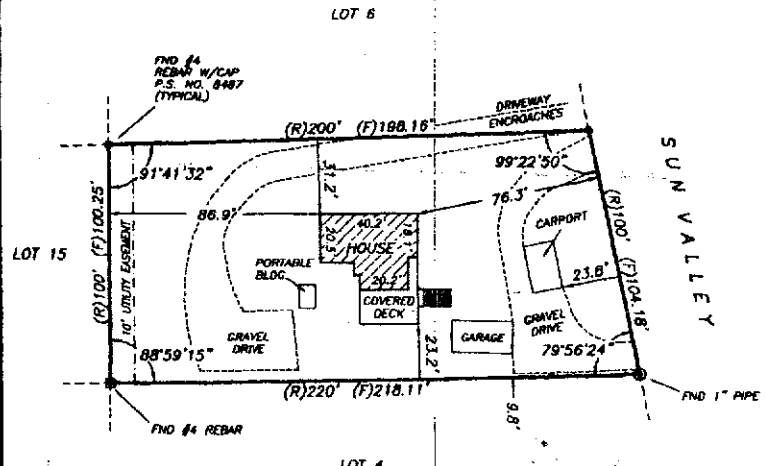 LOT 6
FND #4
REBAR W/CAP
P.S. NO. 8487
(TYPICAL)
(R)200' (F)198.16'
DRIVEWAY
ENCROACHES
91°41'32"
31.2'
99°22'50"
SUN VALLEY
86.9'
76.3'
(R)100' (F)100.25'
10' UTILITY EASEMENT
LOT 15
40.2'
20.5'
18.1'
HOUSE
20.2'
CARPORT
(R)100' (F)104.18'
PORTABLE
BLDG
COVERED
DECK
23.6'
GRAVEL
DRIVE
GARAGE
GRAVEL
DRIVE
88°59'15"
23.2'
79°56'24"
(R)220' (F)218.11'
9.8'
FND 1" PIPE
FND #4 REBAR
LOT 4